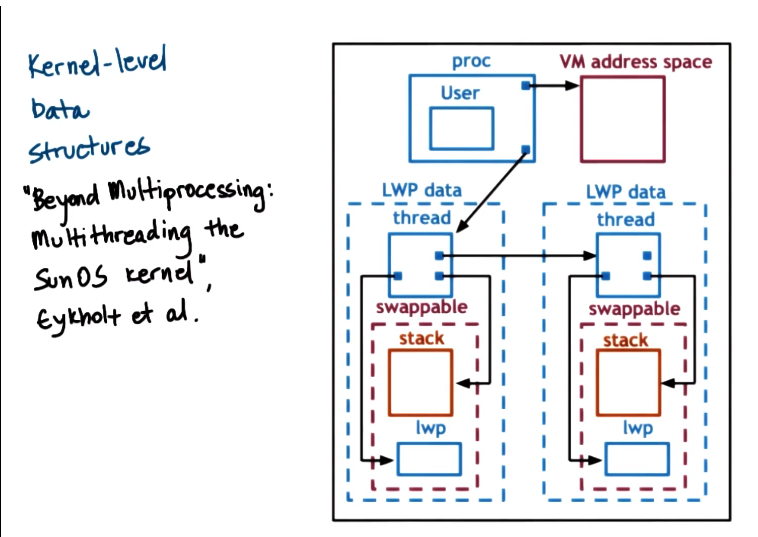 Kernel-level
Data
structures
"Beyond Multiprocessing:
Multithreading the
SunOS kernel",
Eykholt et al.
proc
VM address space
User
LWP data
LWP data
thread
thread
swappable
swappable
stack
stack
lwp
lwp